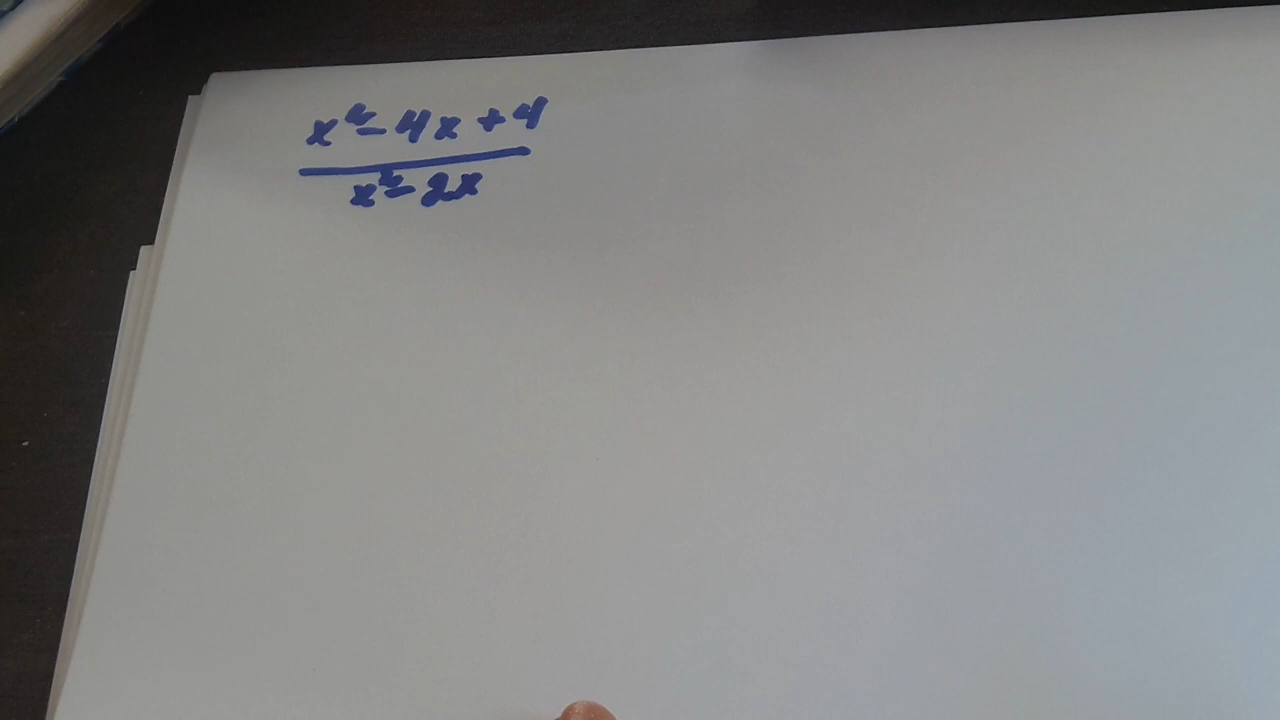 x² - 4x + 4
x² - 2x